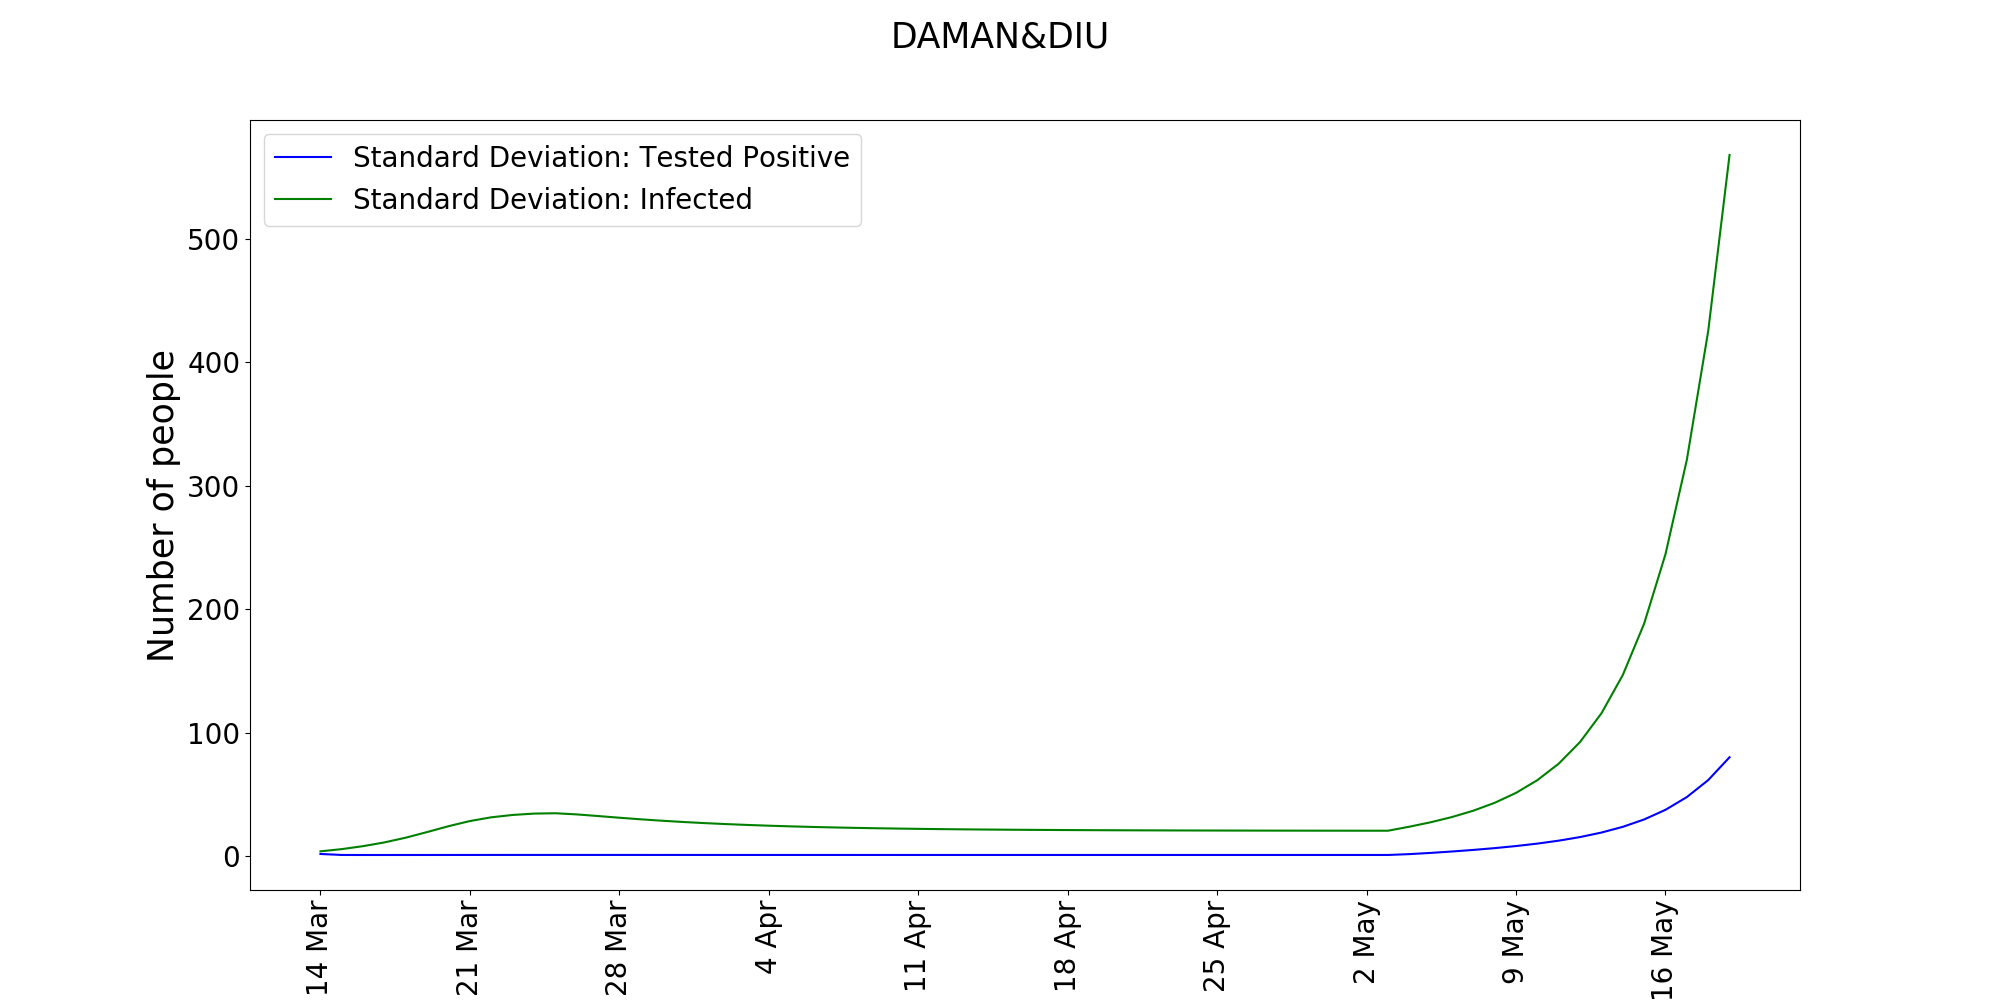 DAMAN&DIU
Standard Deviation: Tested Positive
Standard Deviation: Infected
Number of people
500
400
300
200
100
0
14 Mar
21 Mar
28 Mar
4 Apr
11 Apr
18 Apr
25 Apr
2 May
9 May
16 May